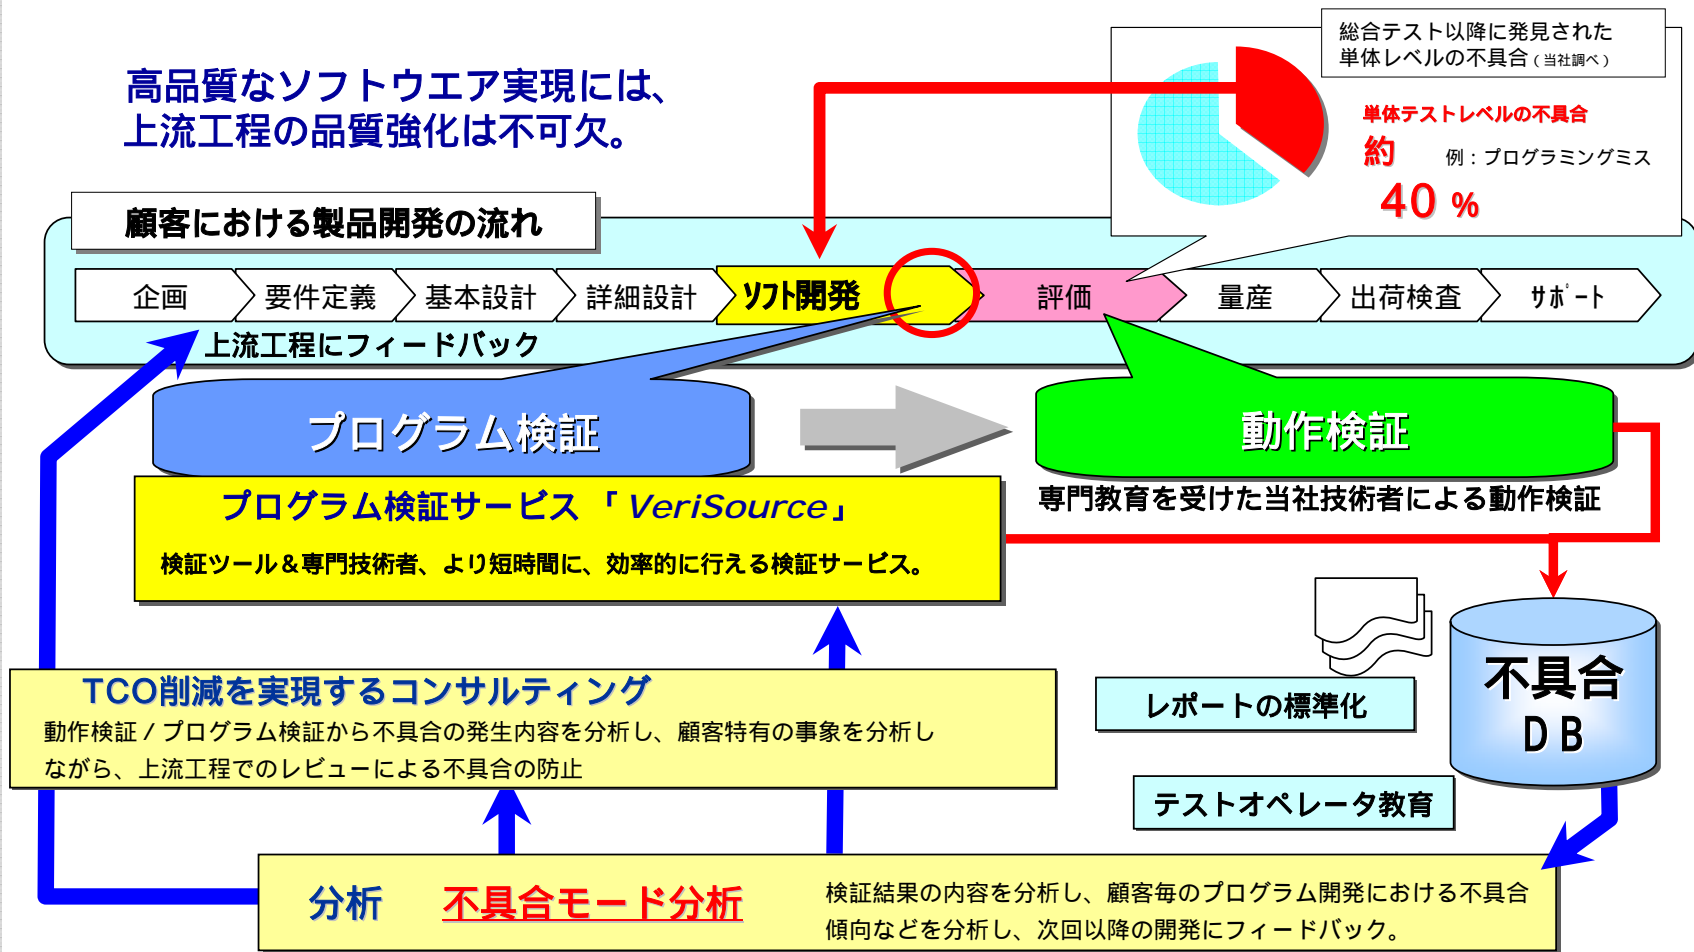 総合テスト以降に発見された
単体レベルの不具合（当社調べ）
高品質なソフトウエア実現には、
上流工程の品質強化は不可欠。
単体テストレベルの不具合
約 例：プログラミングミス
40 %
顧客における製品開発の流れ
企画 要件定義 基本設計 詳細設計 ｿﾌﾄ開発 評価 量産 出荷検査 ｻﾎﾟｰﾄ
上流工程にフィードバック
プログラム検証
動作検証
専門教育を受けた当社技術者による動作検証
プログラム検証サービス 「VeriSource」
検証ツール＆専門技術者、より短時間に、効率的に行える検証サービス。
不具合
ＤＢ
レポートの標準化
テストオペレータ教育
TCO削減を実現するコンサルティング
動作検証／プログラム検証から不具合の発生内容を分析し、顧客特有の事象を分析し
ながら、上流工程でのレビューによる不具合の防止
分析 不具合モード分析
検証結果の内容を分析し、顧客毎のプログラム開発における不具合
傾向などを分析し、次回以降の開発にフィードバック。